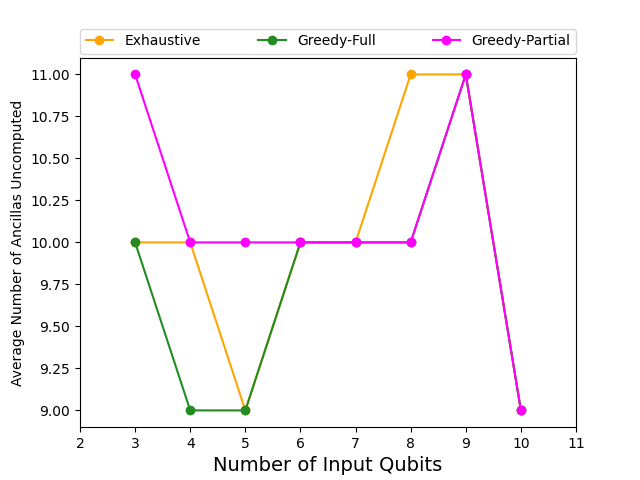 Exhaustive Greedy-Full Greedy-Partial
Average Number of Ancillas Uncomputed
11.00
10.75
10.50
10.25
10.00
9.75
9.50
9.25
9.00
2 3 4 5 6 7 8 9 10 11
Number of Input Qubits